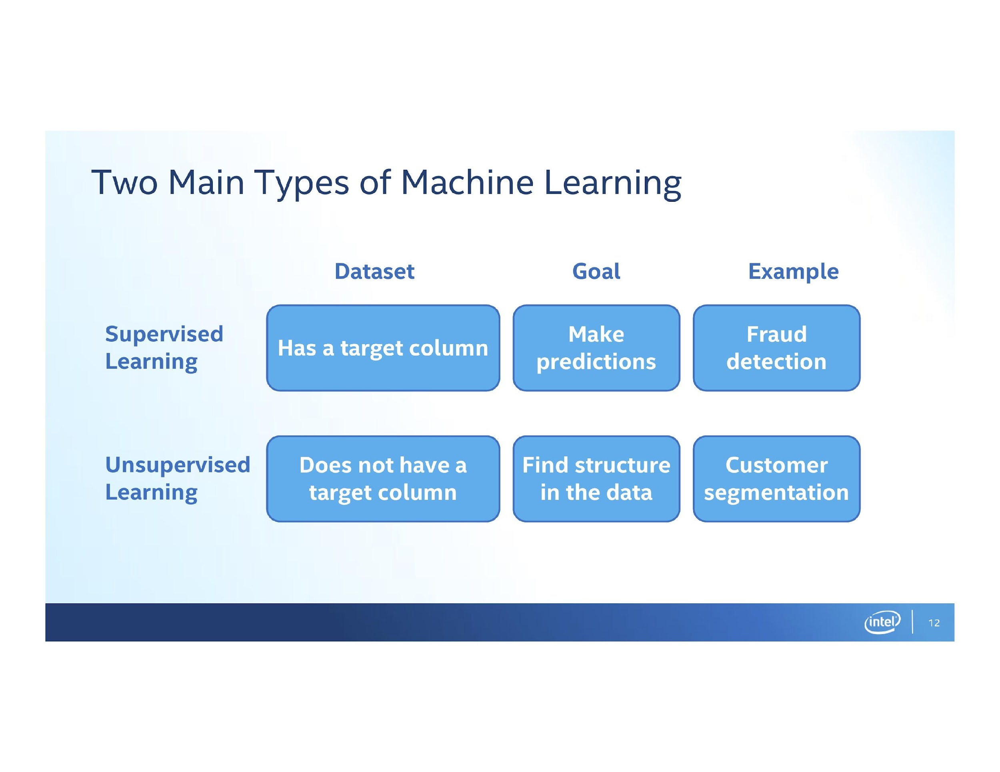 Two Main Types of Machine Learning
Dataset Goal Example
Supervised
Learning
Has a target column
Make
predictions
Fraud
detection
Unsupervised
Learning
Does not have a
target column
Find structure
in the data
Customer
segmentation
intel 12